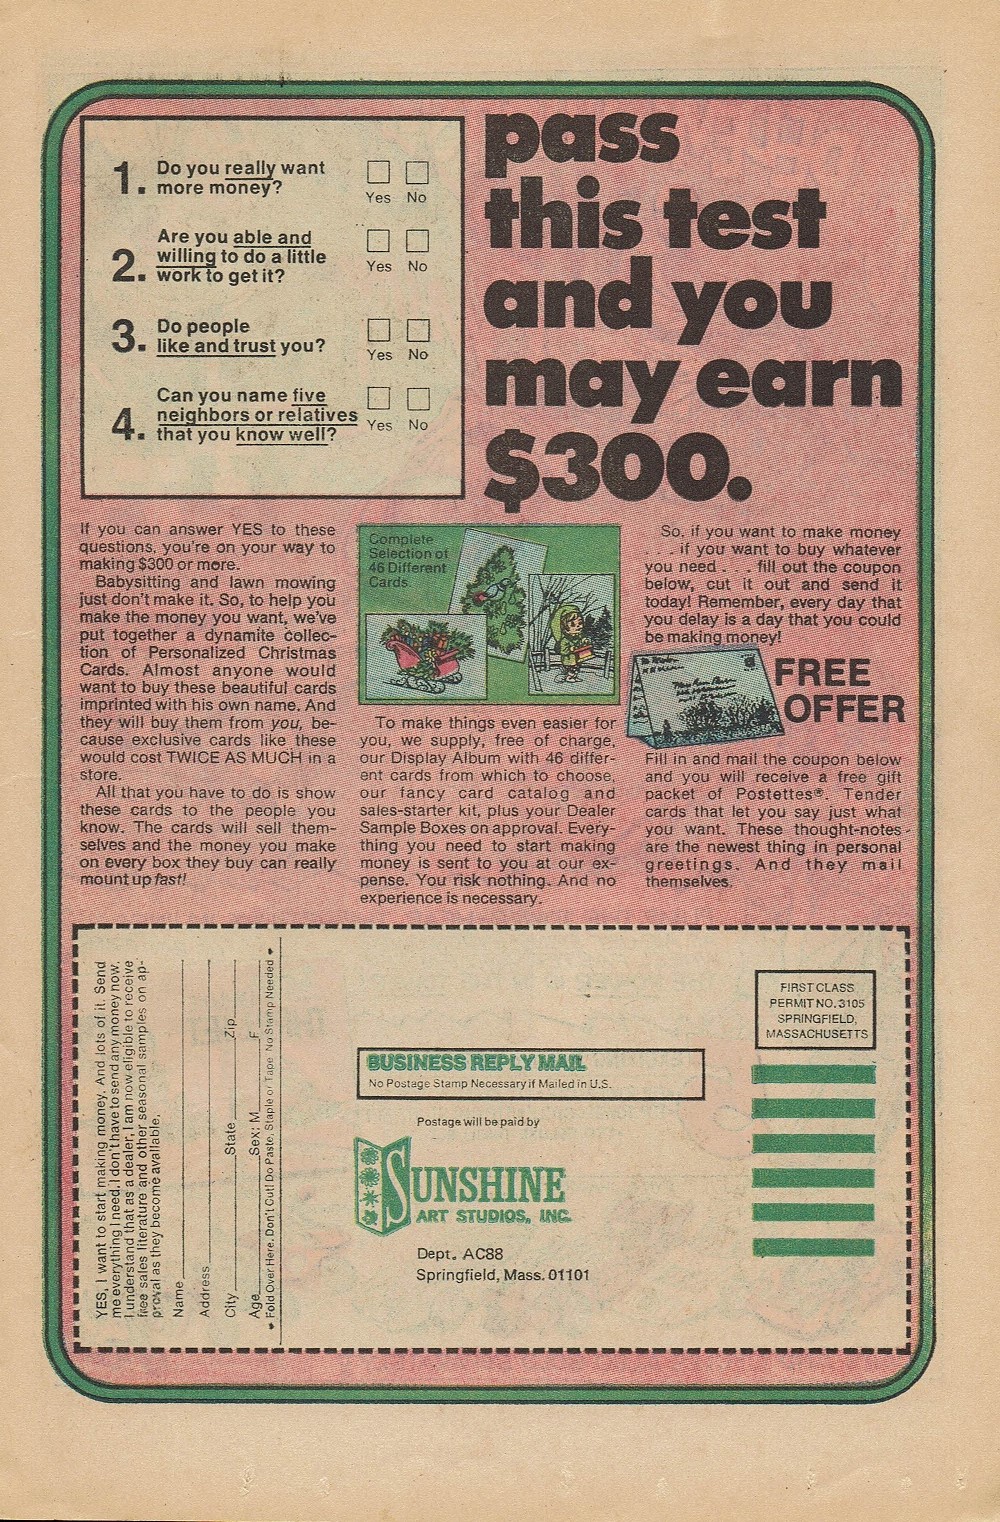 pass
this test
and you
may earn
$300.
1. Do you really want
more money?
Yes No
2. Are you able and
willing to do a little
work to get it?
Yes No
3. Do people
like and trust you?
Yes No
4. Can you name five
neighbors or relatives
that you know well?
Yes No
If you can answer YES to these
questions, you're on your way to
making $300 or more.
Babysitting and lawn mowing
just don't make it. So, to help you
make the money you want, we've
put together a dynamite collec-
tion of Personalized Christmas
Cards. Almost anyone would
want to buy these beautiful cards
imprinted with his own name. And
they will buy them from you, be-
cause exclusive cards like these
would cost TWICE AS MUCH in a
store.
All that you have to do is show
these cards to the people you
know. The cards will sell them-
selves and the money you make
on every box they buy can really
mount up fast!
Complete
Selection of
46 Different
Cards.
To make things even easier for
you, we supply, free of charge,
our Display Album with 46 differ-
ent cards from which to choose,
our fancy card catalog and
sales-starter kit, plus your Dealer
Sample Boxes on approval. Every-
thing you need to start making
money is sent to you at our ex-
pense. You risk nothing. And no
experience is necessary.
So, if you want to make money
. . . if you want to buy whatever
you need . . . fill out the coupon
below, cut it out and send it
today! Remember, every day that
you delay is a day that you could
be making money!
FREE
OFFER
Fill in and mail the coupon below
and you will receive a free gift
packet of Postettes®. Tender
cards that let you say just what
you want. These thought-notes
are the newest thing in personal
greetings. And they mail
themselves.
YES, I want to start making money. And lots of it. Send
me everything I need. I don't have to send any money now.
I understand that as a dealer, I am now eligible to receive
free sales literature and other seasonal samples on ap-
proval as they become available.
Name
Address
City State Zip
Age Sex: M F
♥ Fold Over Here. Don't Cut! Do Paste, Staple or Tape No Stamp Needed ♥
FIRST CLASS
PERMIT NO. 3105
SPRINGFIELD,
MASSACHUSETTS
BUSINESS REPLY MAIL
No Postage Stamp Necessary if Mailed in U.S.
Postage will be paid by
SUNSHINE
ART STUDIOS, INC.
Dept. AC88
Springfield, Mass. 01101